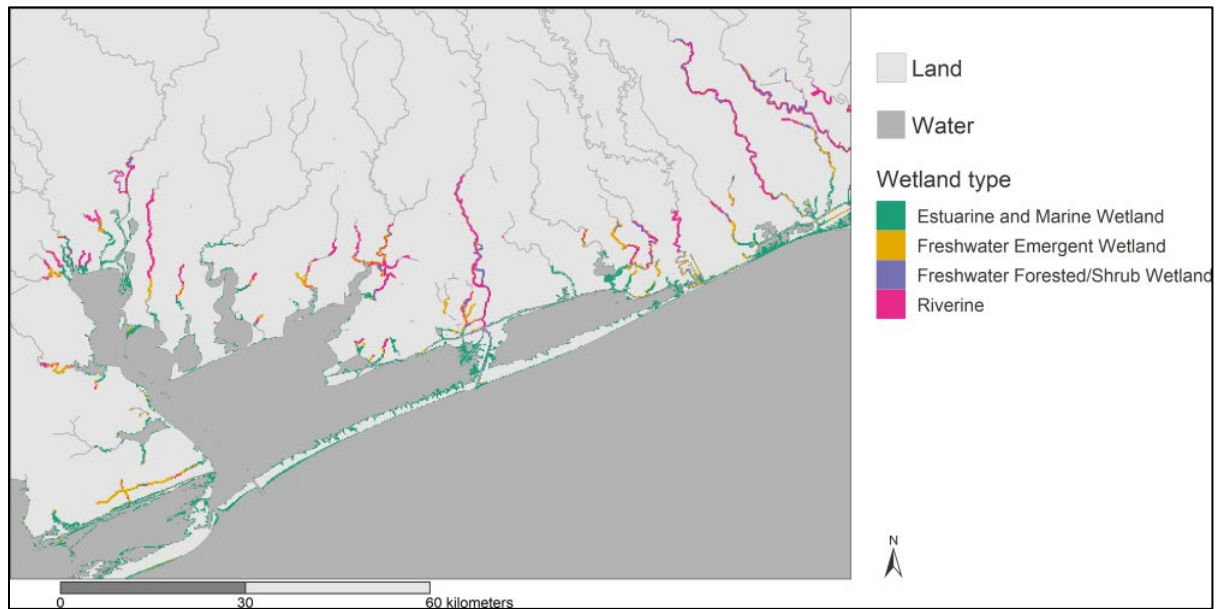 Land
Water
Wetland type
Estuarine and Marine Wetland
Freshwater Emergent Wetland
Freshwater Forested/Shrub Wetland
Riverine
N
0 30 60 kilometers